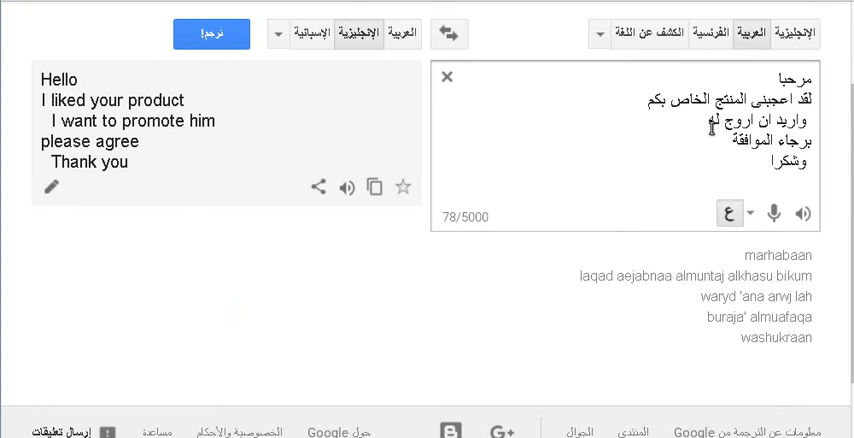 الإنجليزية العربية الفرنسية الكشف عن اللغة
العربية الإنجليزية الإسبانية
ترجم!
مرحبا
لقد اعجبنى المنتج الخاص بكم
واريد ان اروج له
برجاء الموافقة
وشكرا
ع
78/5000
marhabaan
laqad aejabnaa almuntaj alkhasu bikum
waryd 'ana arwj lah
buraja' almuafaqa
washukraan
Hello
I liked your product
I want to promote him
please agree
Thank you
معلومات عن الترجمة من Google المنتدى الجوال
G+ B
حول Google الخصوصية والأحكام مساعدة إرسال تعليقات